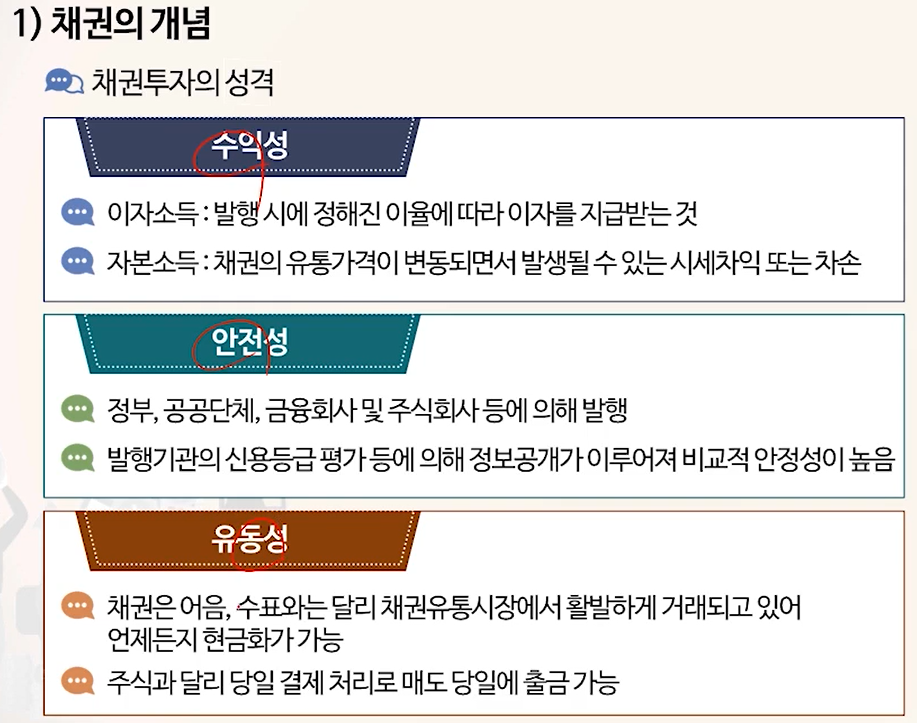 1) 채권의 개념
채권투자의 성격
수익성
이자소득 : 발행 시에 정해진 이율에 따라 이자를 지급받는 것
자본소득 : 채권의 유통가격이 변동되면서 발생될 수 있는 시세차익 또는 차손
안전성
정부, 공공단체, 금융회사 및 주식회사 등에 의해 발행
발행기관의 신용등급 평가 등에 의해 정보공개가 이루어져 비교적 안정성이 높음
유동성
채권은 어음, 수표와는 달리 채권유통시장에서 활발하게 거래되고 있어
언제든지 현금화가 가능
주식과 달리 당일 결제 처리로 매도 당일에 출금 가능